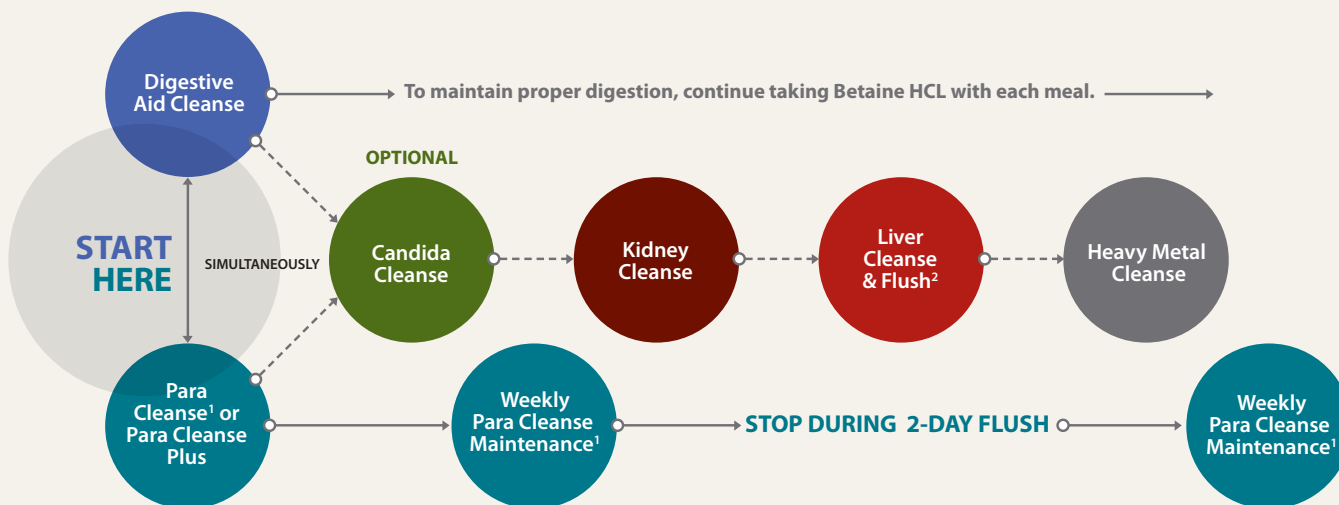 Digestive
Aid Cleanse
To maintain proper digestion, continue taking Betaine HCL with each meal.
START
HERE
SIMULTANEOUSLY
OPTIONAL
Candida
Cleanse
Kidney
Cleanse
Liver
Cleanse
& Flush²
Heavy Metal
Cleanse
Para
Cleanse¹ or
Para Cleanse
Plus
Weekly
Para Cleanse
Maintenance¹
STOP DURING 2-DAY FLUSH
Weekly
Para Cleanse
Maintenance¹